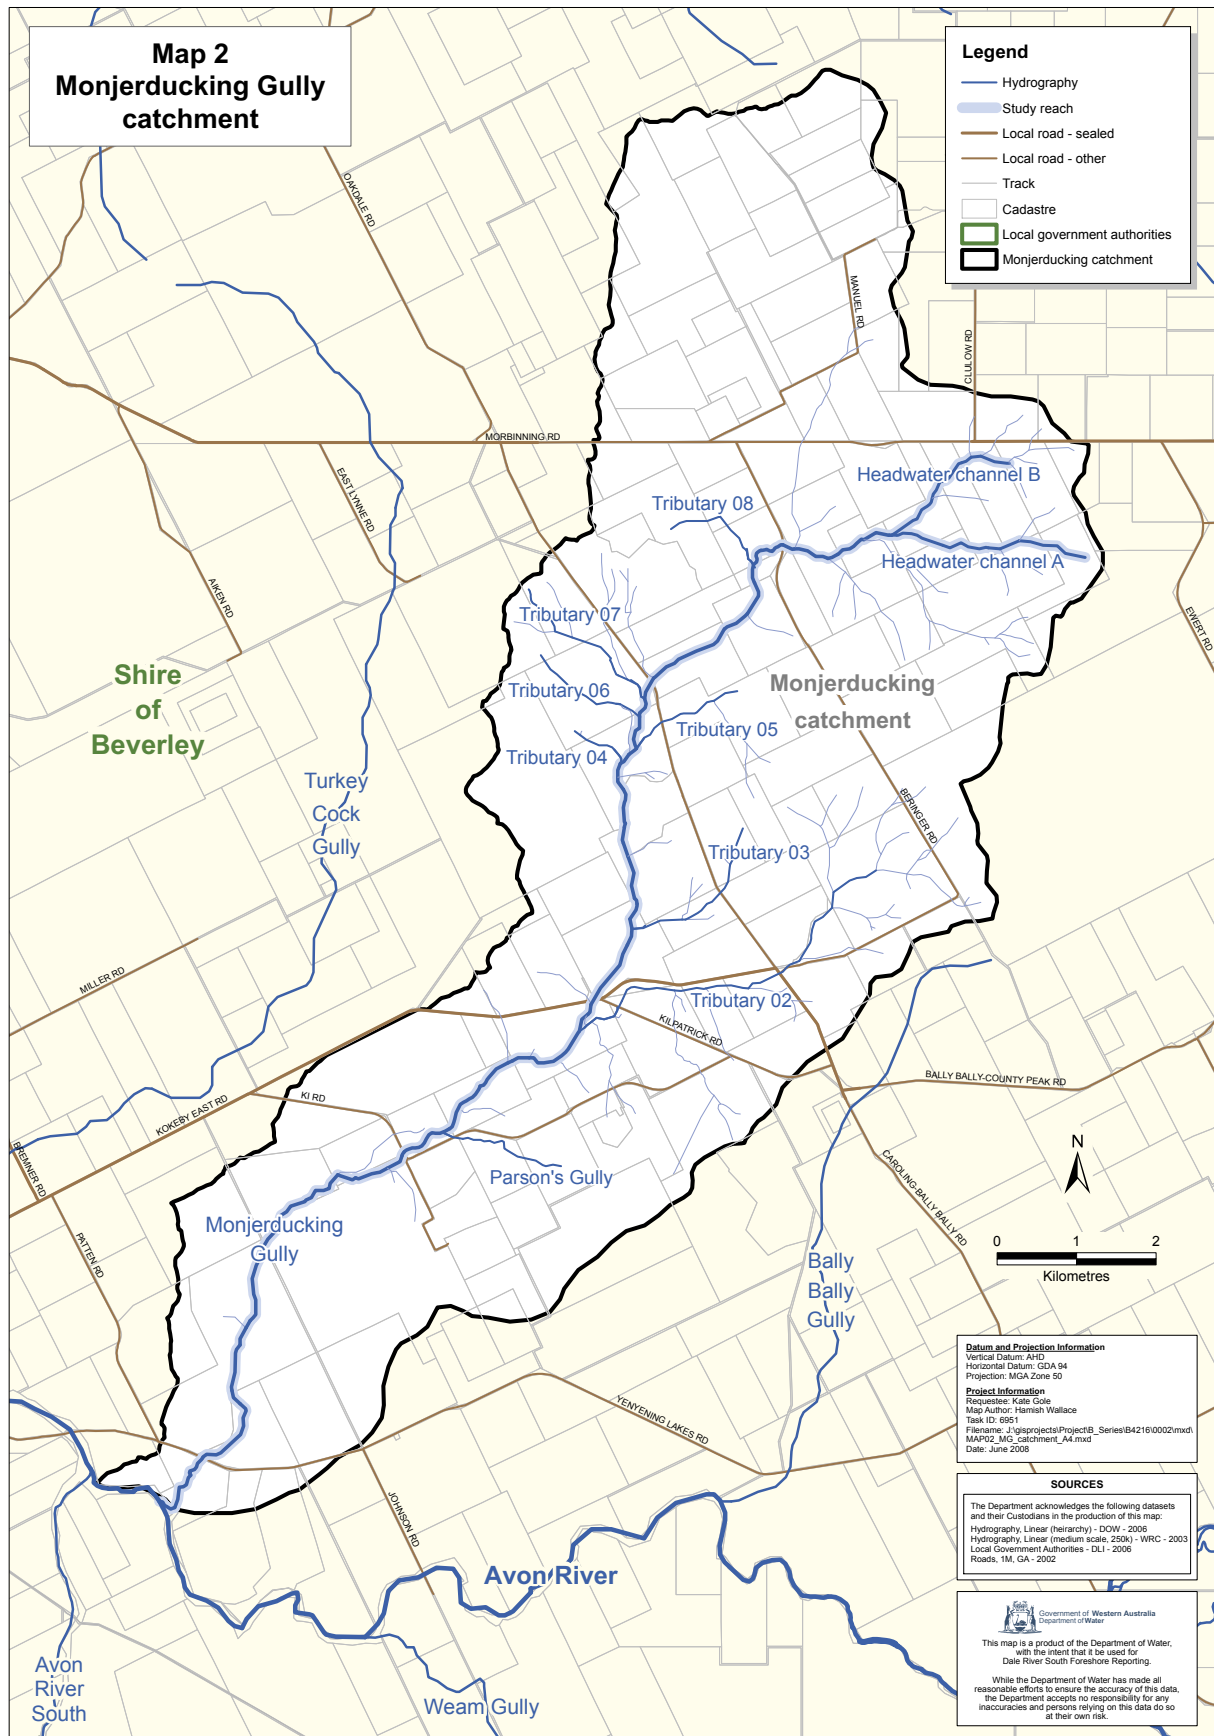 Map 2
Monjerducking Gully
catchment
Legend
Hydrography
Study reach
Local road - sealed
Local road - other
Track
Cadastre
Local government authorities
Monjerducking catchment
OAKDALE RD
MANUEL RD
CLULOW RD
MORBINNING RD
EAST LYNNE RD
Headwater channel B
Tributary 08
Headwater channel A
AIKEN RD
Tributary 07
EWERT RD
Shire
of
Beverley
Tributary 06
Monjerducking
catchment
Tributary 05
Tributary 04
Turkey
Cock
Gully
BERINGER RD
Tributary 03
MILLER RD
Tributary 02
KILPATRICK RD
BALLY BALLY-COUNTY PEAK RD
KI RD
KOKEBY EAST RD
BREMNER RD
N
CAROLING-BALLY BALLY RD
Parson's Gully
PATTEN RD
Monjerducking
Gully
0 1 2
Kilometres
Bally
Bally
Gully
Datum and Projection Information
Vertical Datum: AHD
Horizontal Datum: GDA 94
Projection: MGA Zone 50
Project Information
Requestee: Kate Gole
Map Author: Hamish Wallace
Task ID: 6951
Filename: J:\gisprojects\Project\B_Series\B4216\0002\mxd\
MAP02_MG_catchment_A4.mxd
Date: June 2008
YENYENING LAKES RD
SOURCES
The Department acknowledges the following datasets
and their Custodians in the production of this map:
Hydrography, Linear (heirarchy) - DOW - 2006
Hydrography, Linear (medium scale, 250k) - WRC - 2003
Local Government Authorities - DLI - 2006
Roads, 1M, GA - 2002
JOHNSON RD
Avon River
Government of Western Australia
Department of Water
This map is a product of the Department of Water,
with the intent that it be used for
Dale River South Foreshore Reporting.
While the Department of Water has made all
reasonable efforts to ensure the accuracy of this data,
the Department accepts no responsibility for any
inaccuracies and persons relying on this data do so
at their own risk.
Avon
River
South
Weam Gully